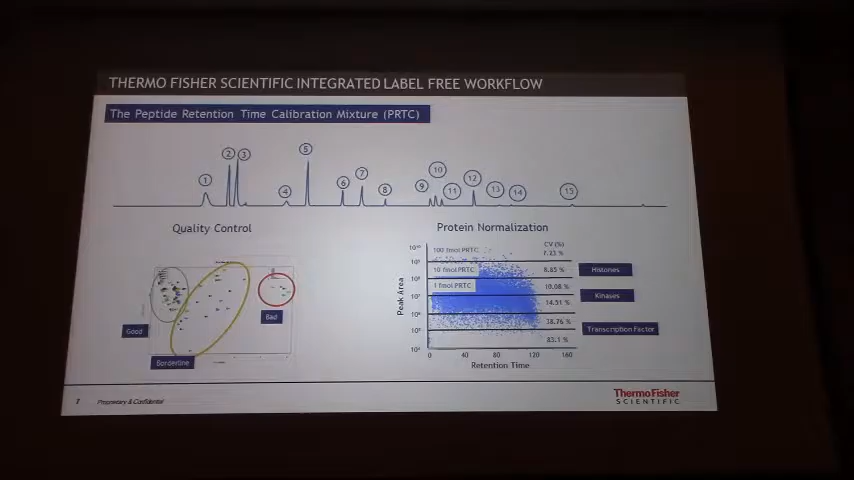 THERMO FISHER SCIENTIFIC INTEGRATED LABEL FREE WORKFLOW
The Peptide Retention Time Calibration Mixture (PRTC)
1 2 3 4 5 6 7 8 9 10 11 12 13 14 15
Quality Control
Good
Borderline
Bad
Protein Normalization
Peak Area
100 fmol PRTC
10 fmol PRTC
1 fmol PRTC
CV (%)
7.23 %
8.85 %
10.08 %
14.51 %
38.76 %
83.1 %
Histones
Kinases
Transcription Factor
0 40 80 120 160
Retention Time
Proprietary & Confidential
ThermoFisher
SCIENTIFIC